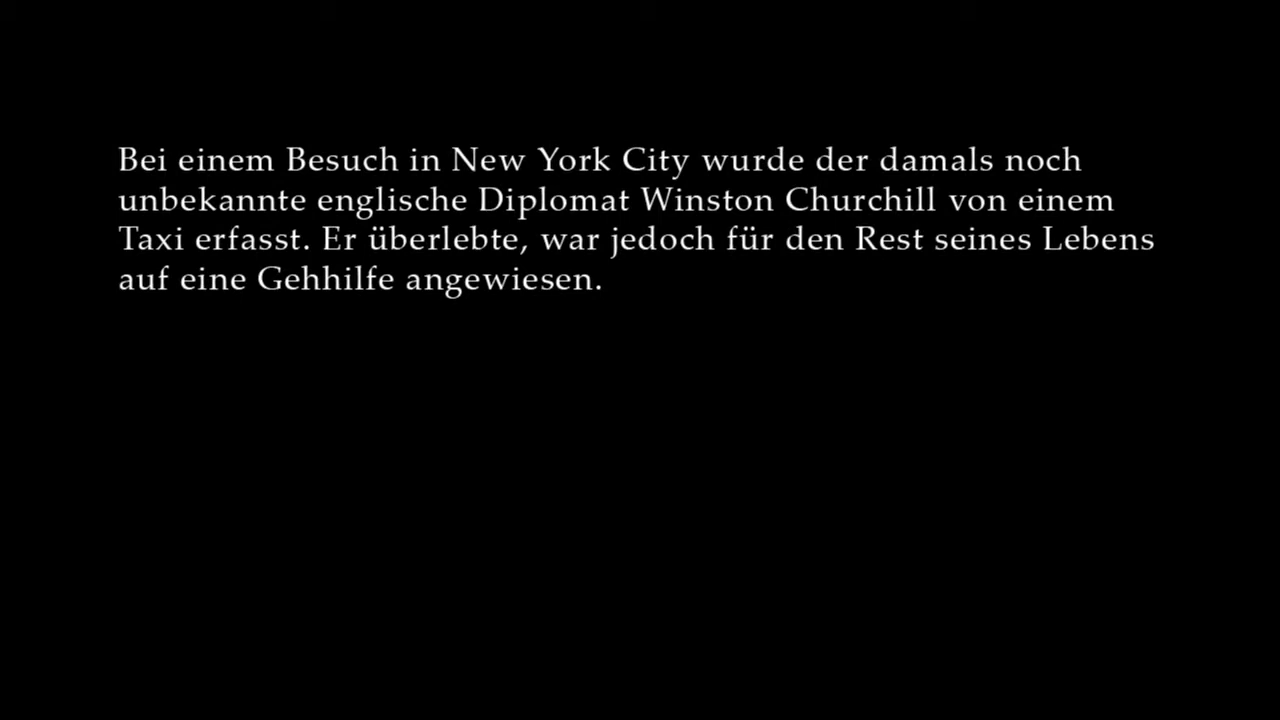 Bei einem Besuch in New York City wurde der damals noch
unbekannte englische Diplomat Winston Churchill von einem
Taxi erfasst. Er überlebte, war jedoch für den Rest seines Lebens
auf eine Gehhilfe angewiesen.